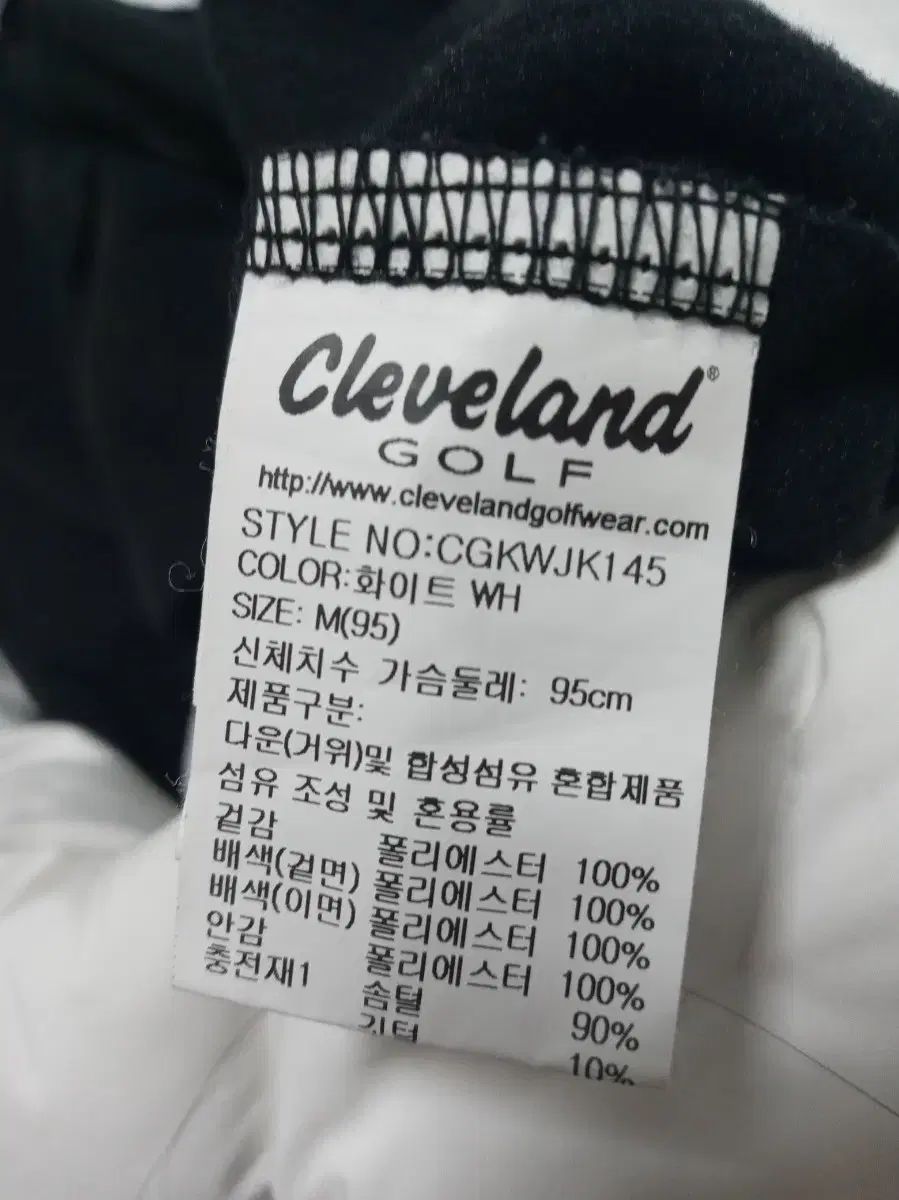 Cleveland®
GOLF
http://www.clevelandgolfwear.com
STYLE NO:CGKWJK145
COLOR:화이트 WH
SIZE: M(95)
신체치수 가슴둘레: 95cm
제품구분:
다운(거위)및 합성섬유 혼합제품
섬유 조성 및 혼용률
겉감 폴리에스터 100%
배색(겉면) 폴리에스터 100%
배색(이면) 폴리에스터 100%
안감 폴리에스터 100%
충전재1 솜털 90%
깃털 10%